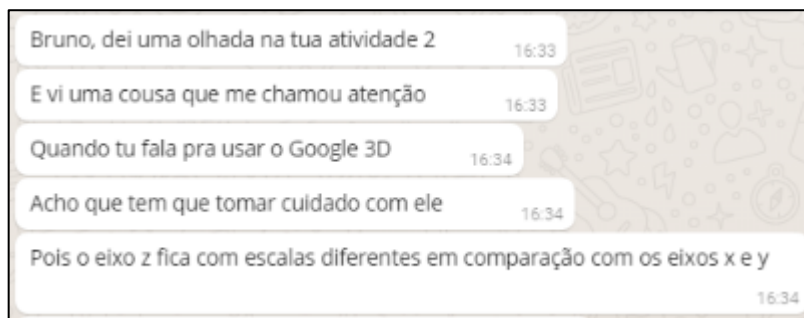 Bruno, dei uma olhada na tua atividade 2
16:33
E vi uma cousa que me chamou atenção
16:33
Quando tu fala pra usar o Google 3D
16:34
Acho que tem que tomar cuidado com ele
16:34
Pois o eixo z fica com escalas diferentes em comparação com os eixos x e y
16:34